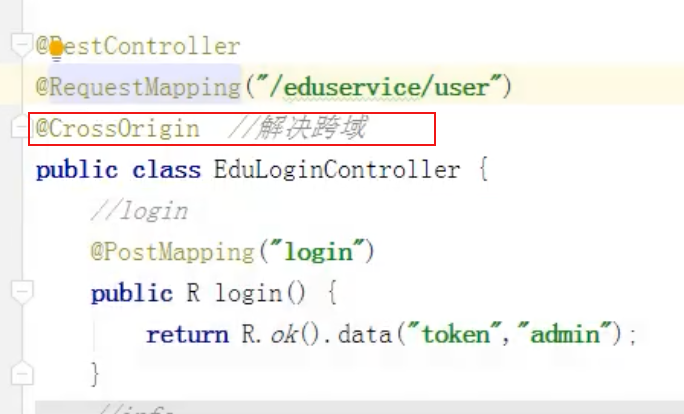 @RestController
@RequestMapping("/eduservice/user")
@CrossOrigin //解决跨域
public class EduLoginController {
//login
@PostMapping("login")
public R login() {
return R.ok().data("token","admin");
}
//info